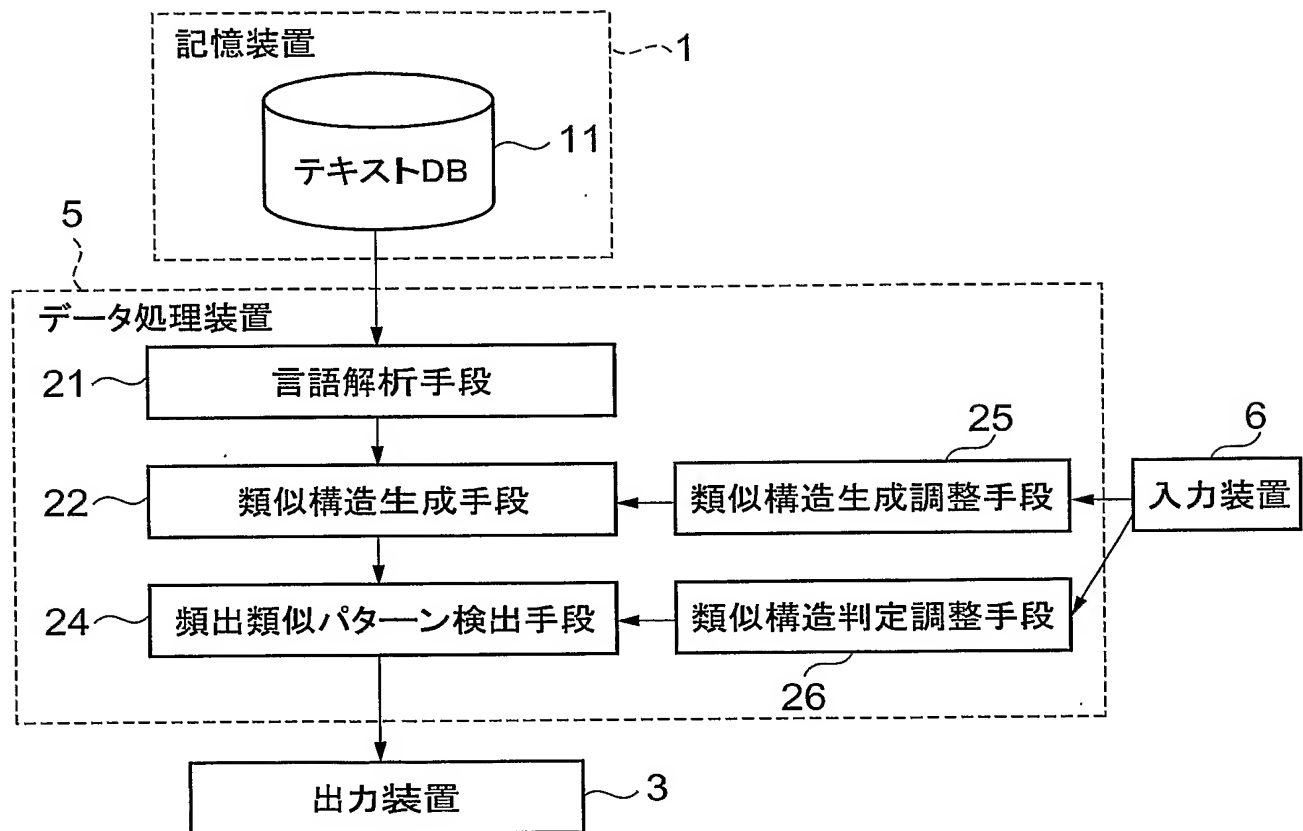 記憶装置
1
テキストDB
11
5
データ処理装置
21
言語解析手段
25
6
22
類似構造生成手段
類似構造生成調整手段
入力装置
24
頻出類似パターン検出手段
類似構造判定調整手段
26
出力装置
3